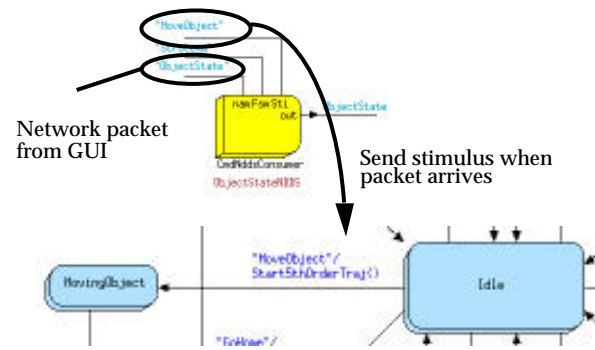 "MoveObject"
"ObjectState"
namFswSti
out
ObjectState
Network packet
from GUI
CmdNddsConsumer
ObjectStateNDDS
Send stimulus when
packet arrives
"MoveObject"/
Start5thOrderTraj()
MovingObject
Idle
"GoHome"/